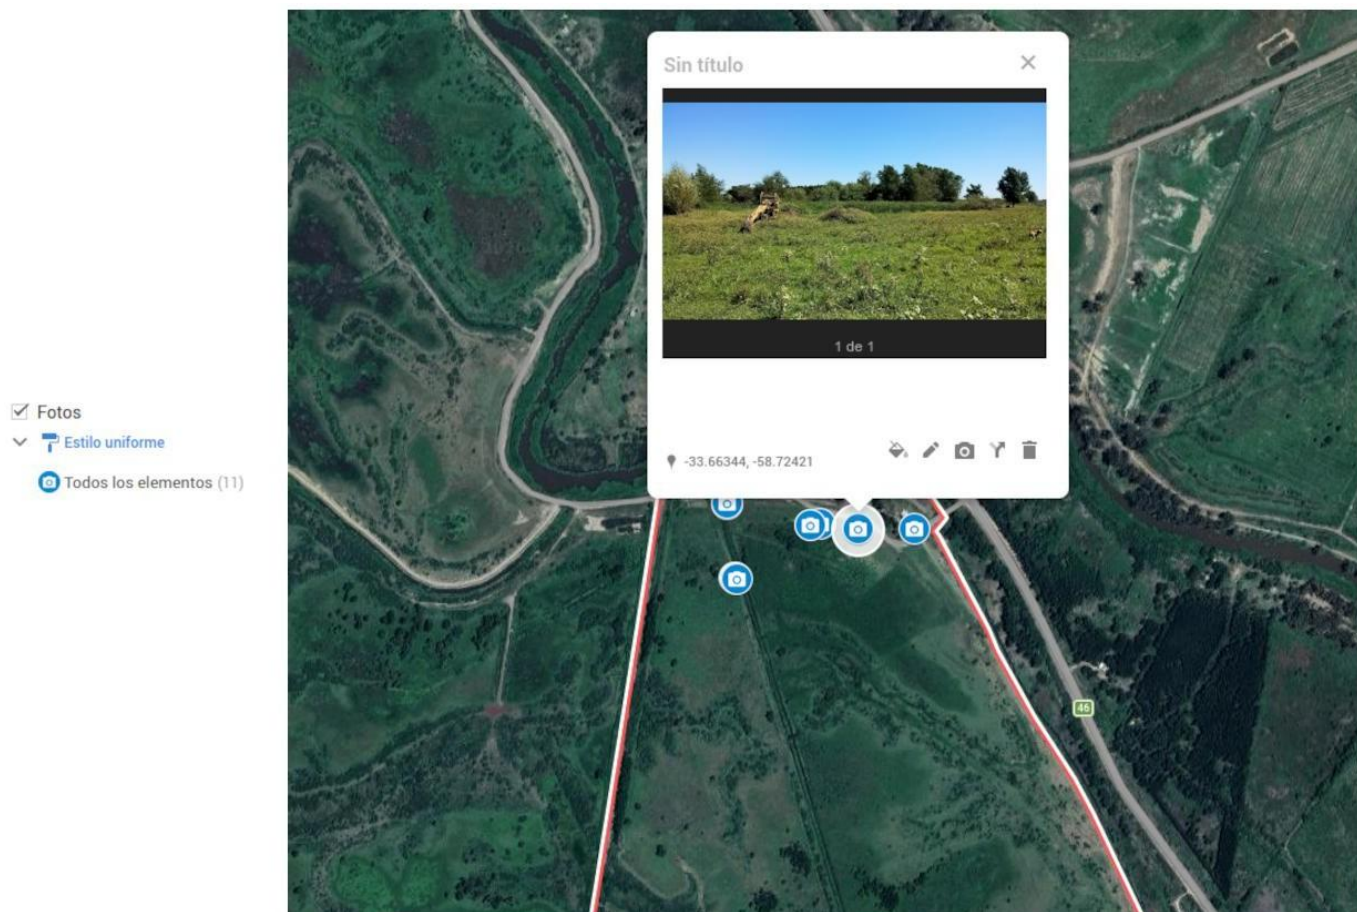 Sin título
1 de 1
Fotos
Estilo uniforme
-33.66344, -58.72421
Todos los elementos (11)
46